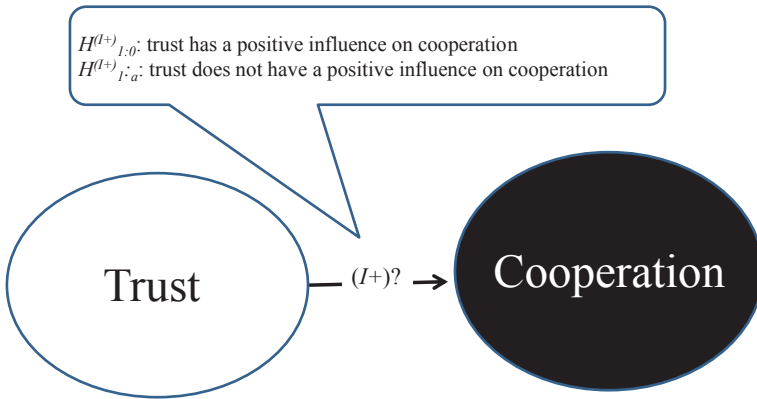 H(I+)1:0: trust has a positive influence on cooperation
H(I+)1:a: trust does not have a positive influence on cooperation
Trust
(I+)?
Cooperation